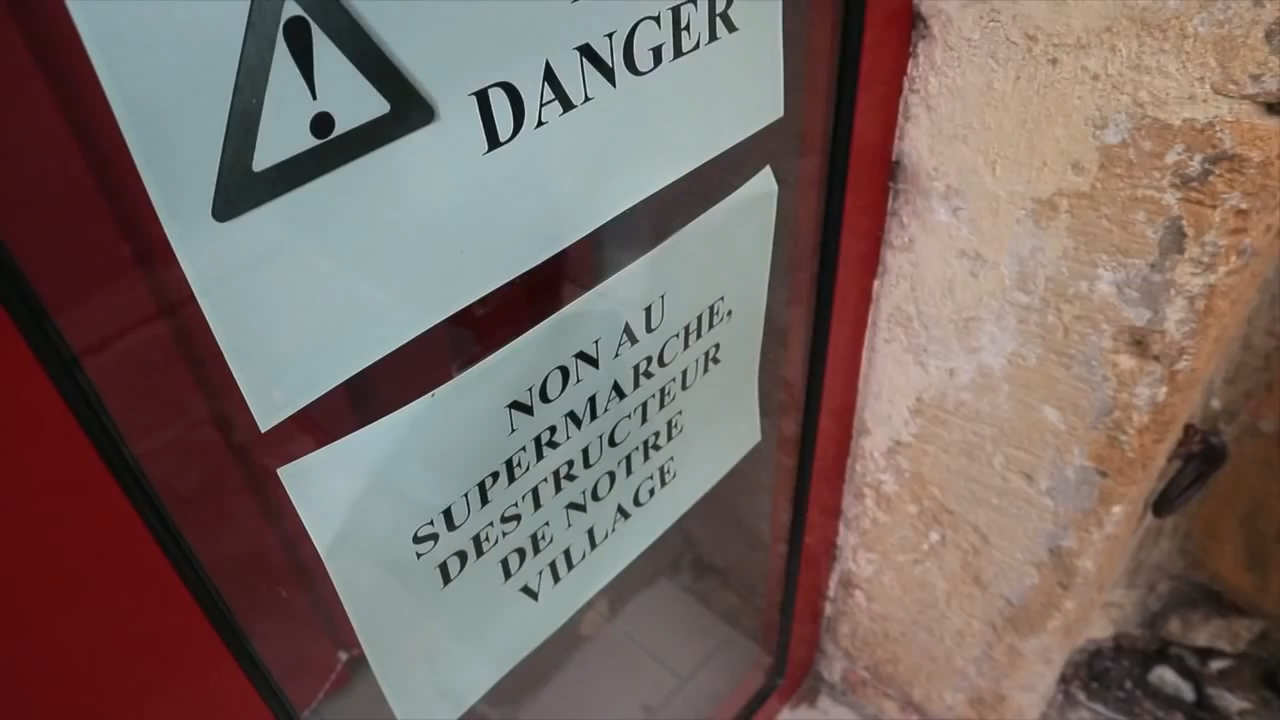 DANGER
NON AU
SUPERMARCHE,
DESTRUCTEUR
DE NOTRE
VILLAGE